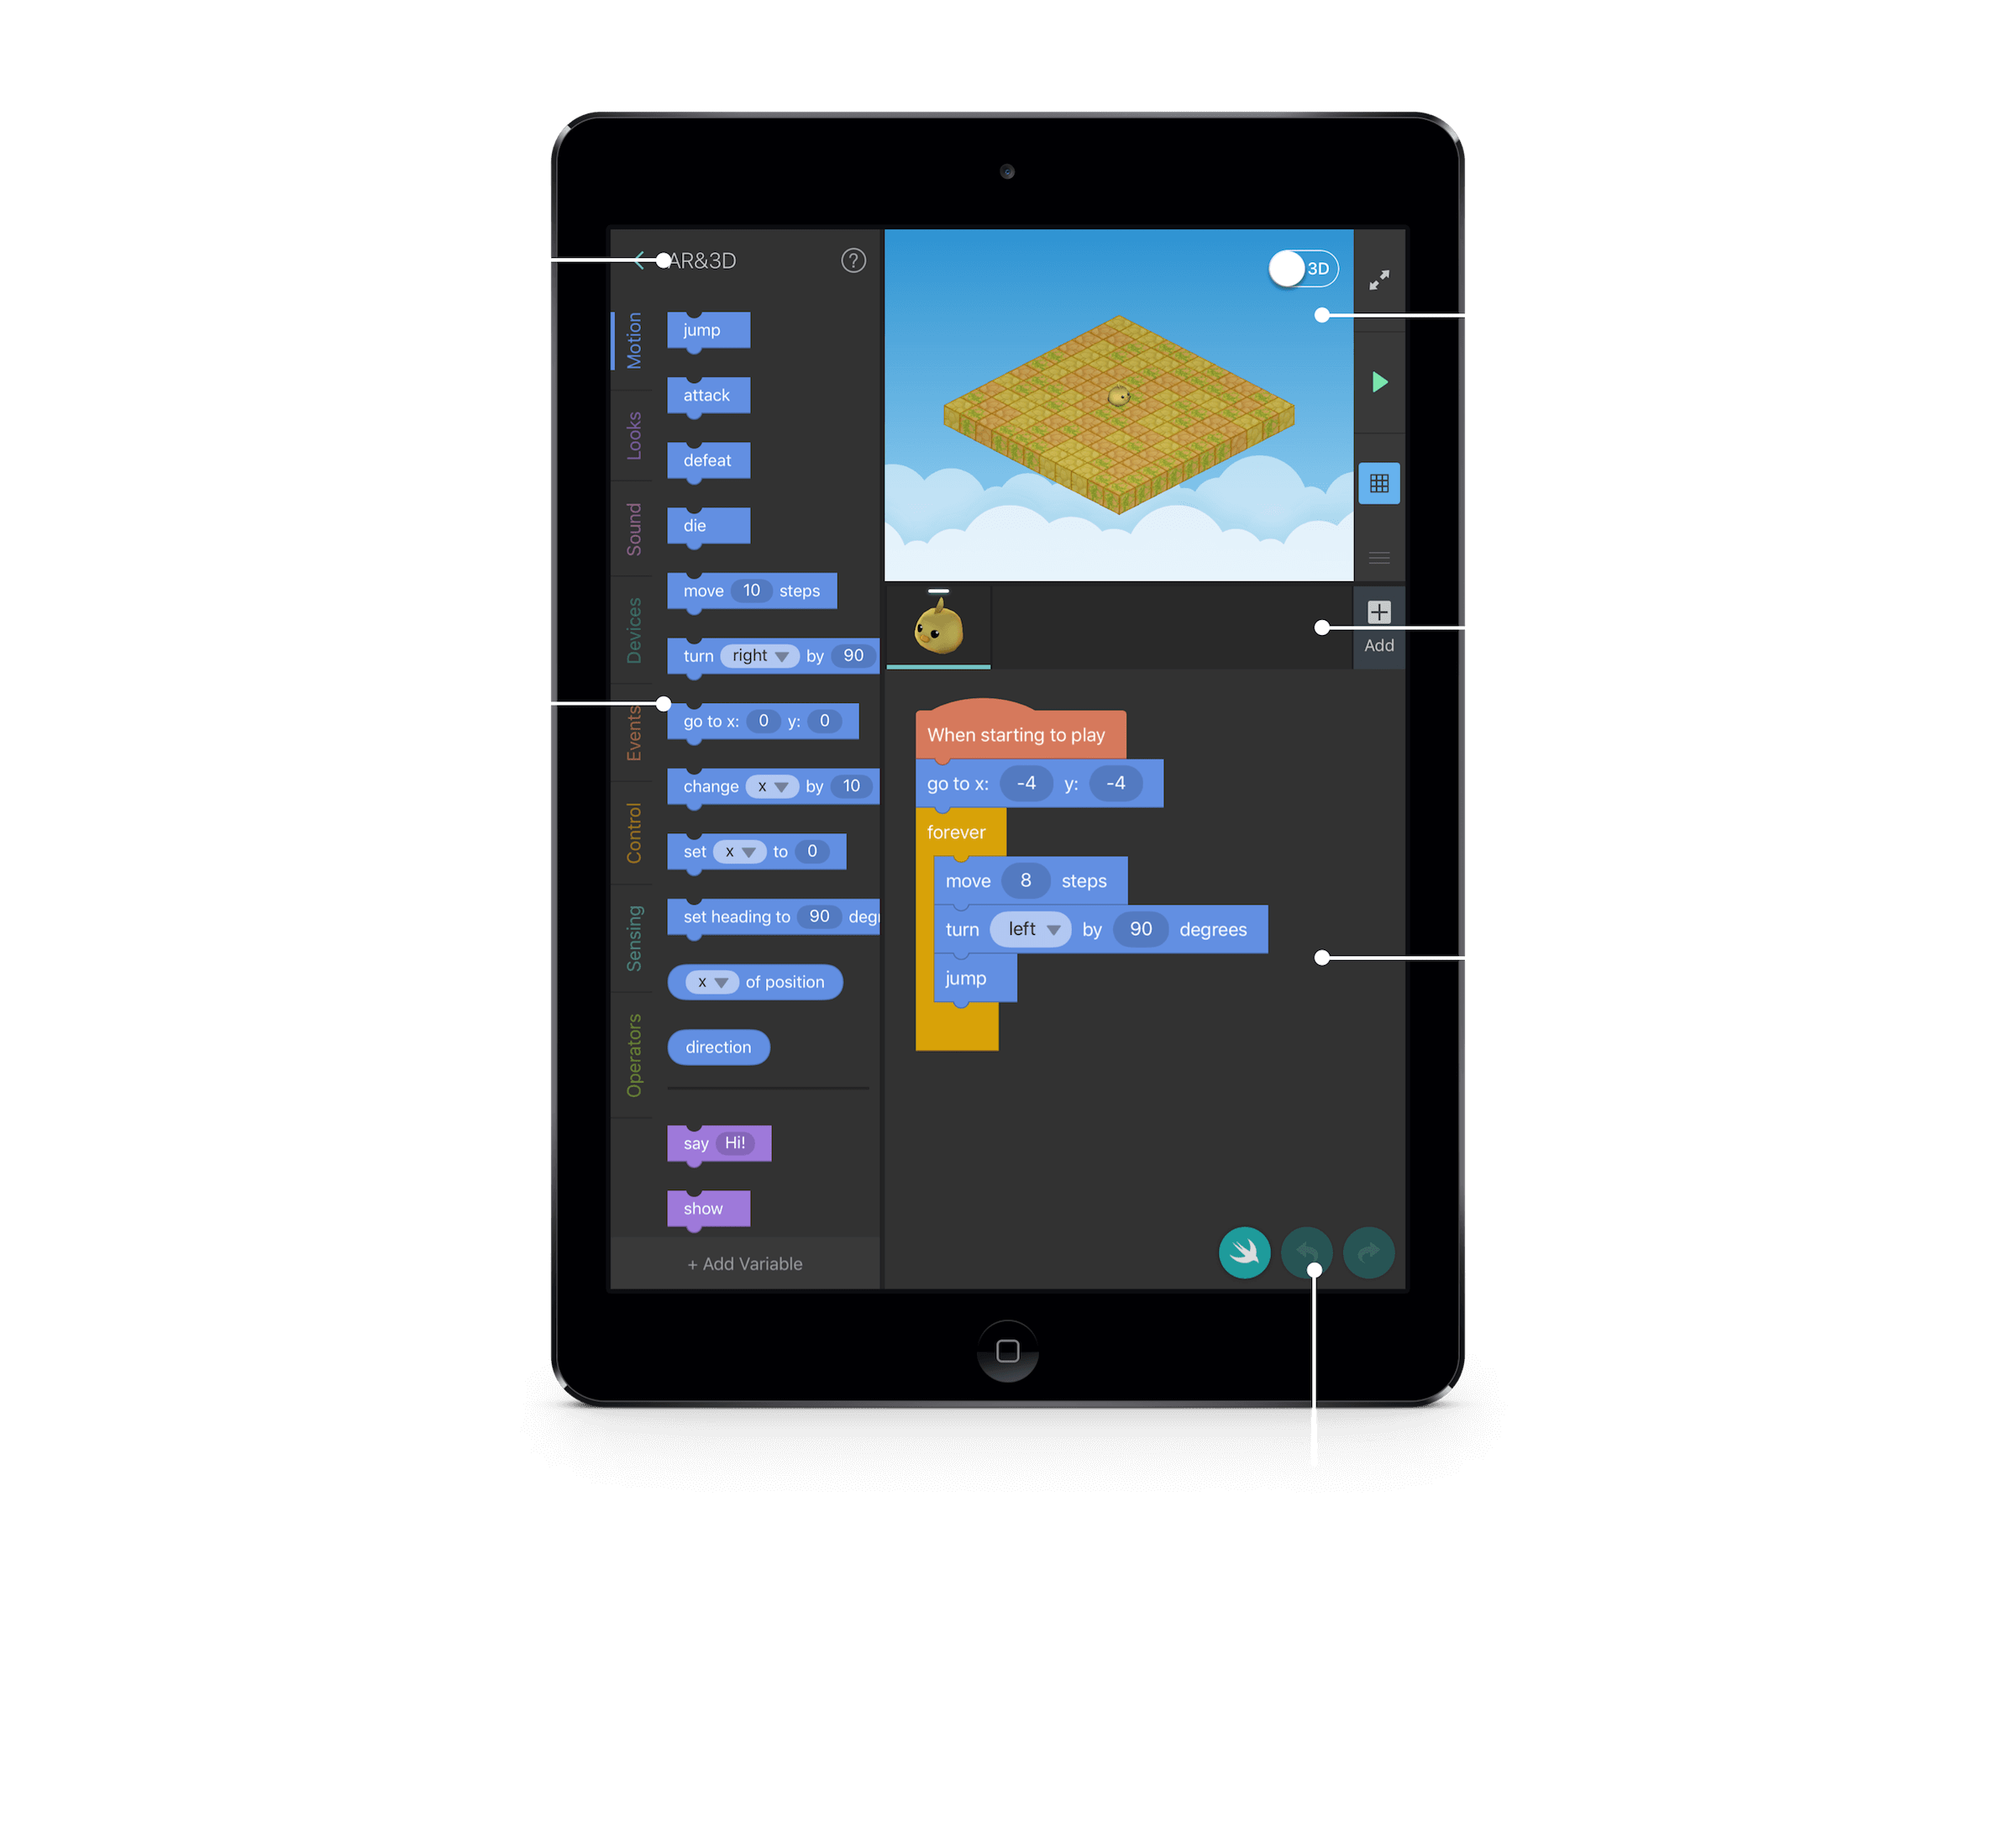 AR&3D
?
Motion
Looks
Sound
Devices
Events
Control
Sensing
Operators
jump
attack
defeat
die
move 10 steps
turn right by 90
go to x: 0 y: 0
change x by 10
set x to 0
set heading to 90 degr
x of position
direction
say Hi!
show
+ Add Variable
3D
Add
When starting to play
go to x: -4 y: -4
forever
move 8 steps
turn left by 90 degrees
jump